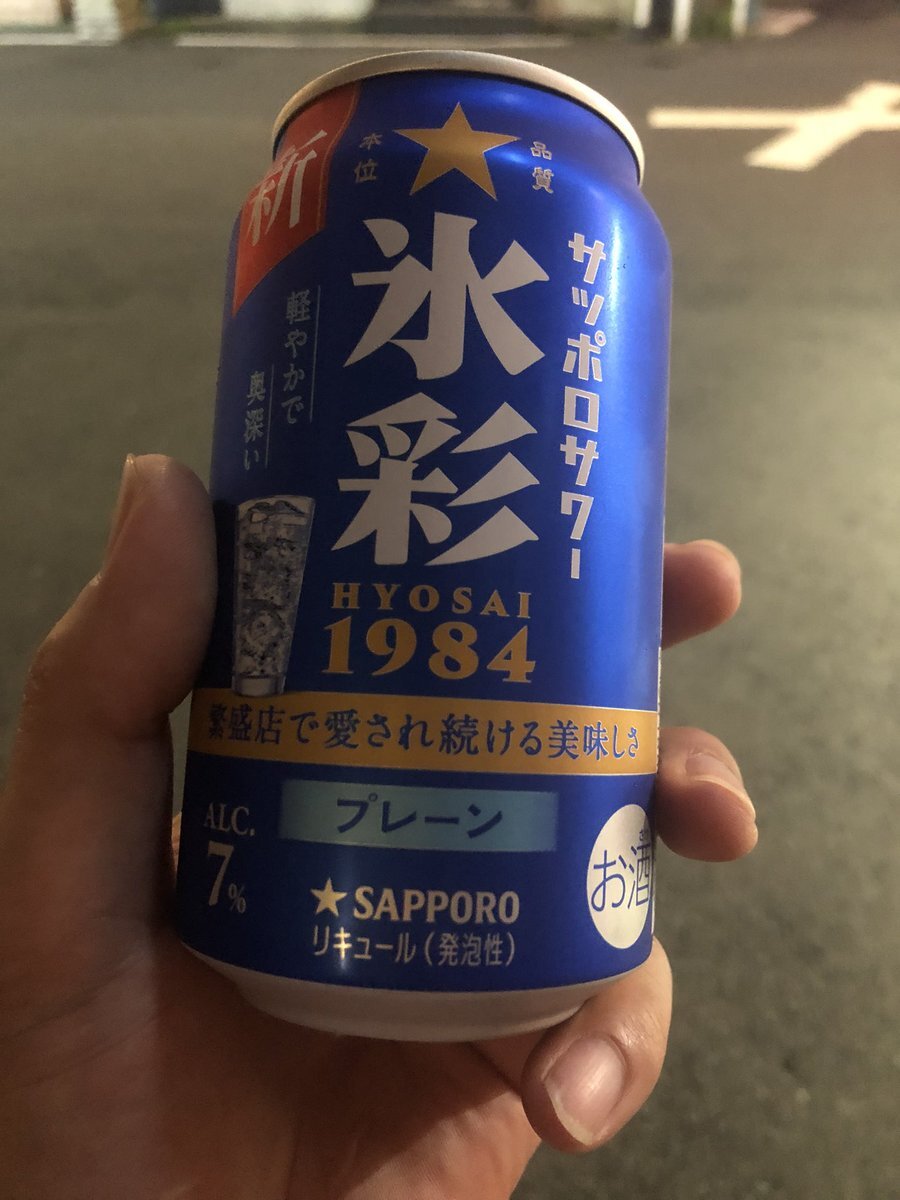 新
本位
品質
サッポロサワー
氷彩
軽やかで
奥深い
HYOSAI
1984
繁盛店で愛され続ける美味しさ
プレーン
ALC.
7%
お酒
SAPPORO
リキュール(発泡性)